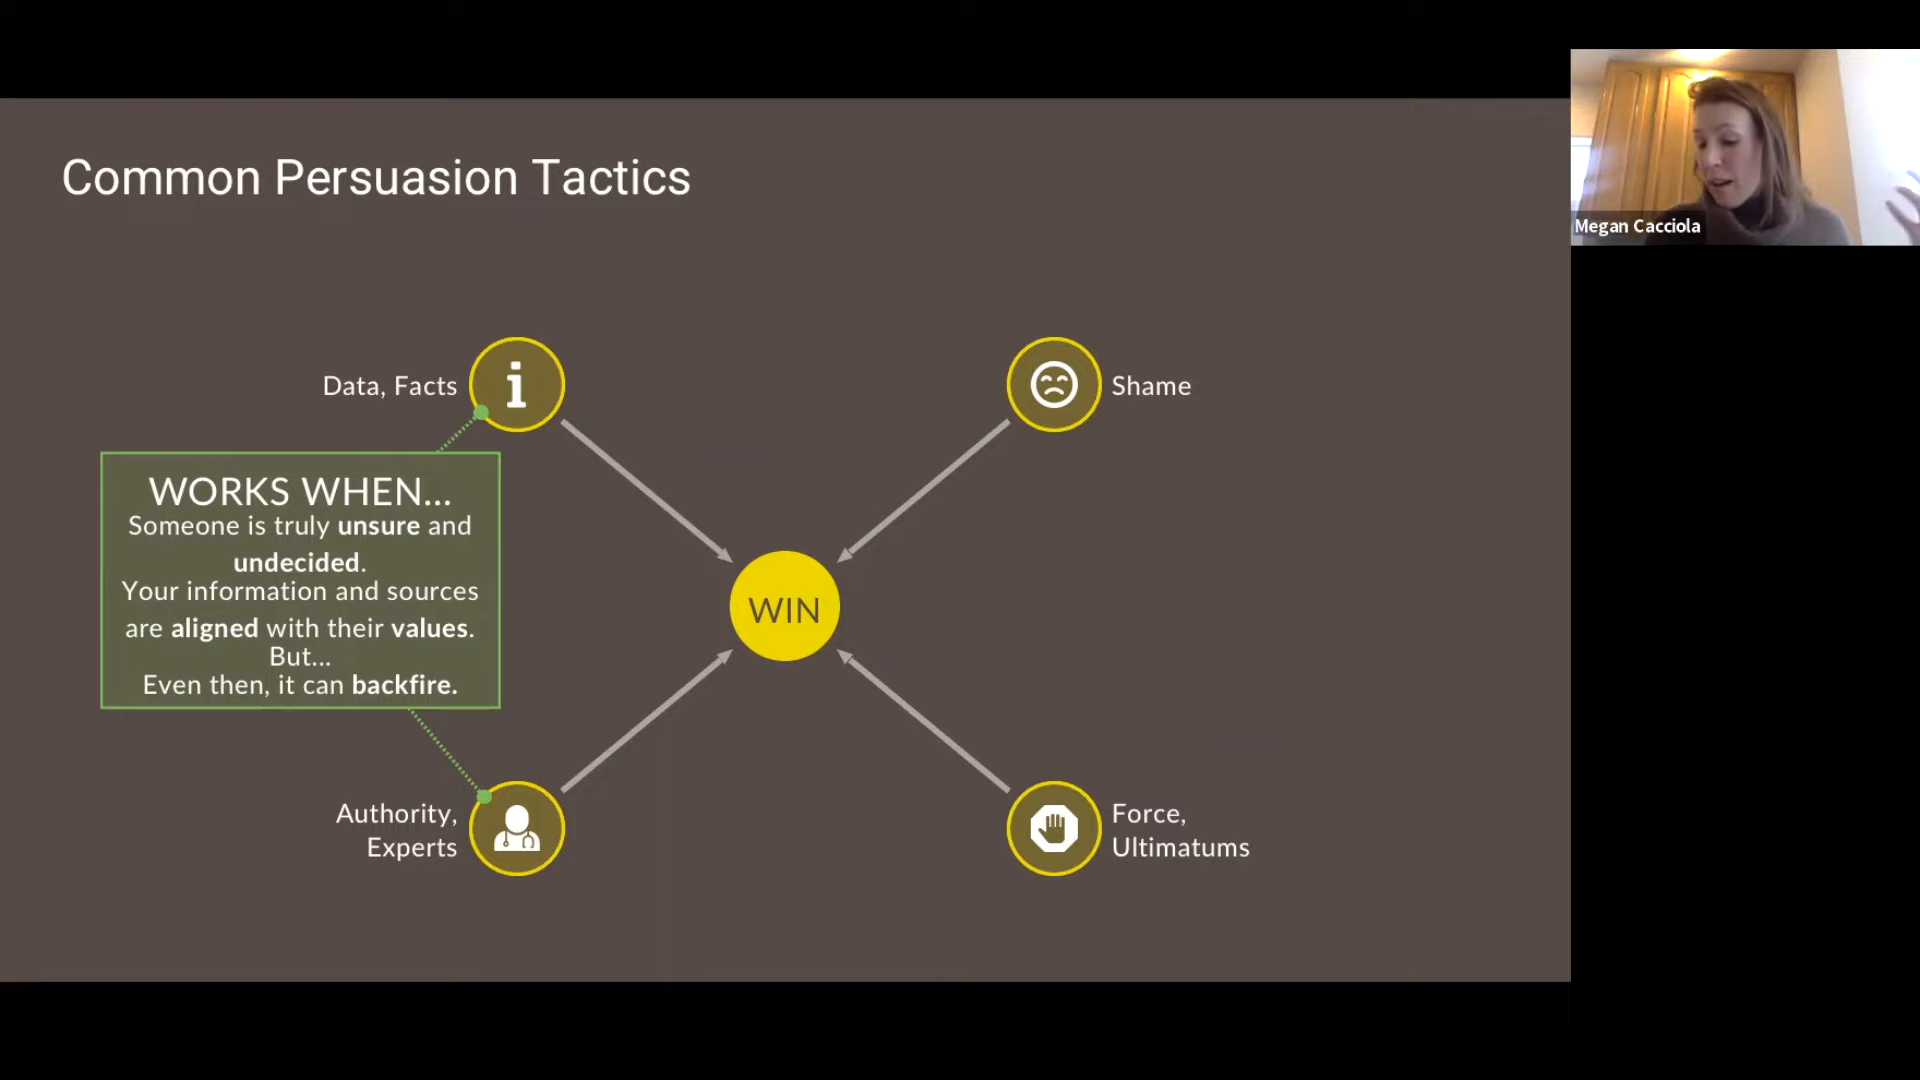 Common Persuasion Tactics
Megan Cacciola
Data, Facts
Shame
WORKS WHEN...
Someone is truly unsure and
undecided.
Your information and sources
are aligned with their values.
But...
Even then, it can backfire.
WIN
Authority,
Experts
Force,
Ultimatums